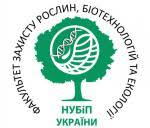 ФАКУЛЬТЕТ ЗАХИСТУ РОСЛИН, БІОТЕХНОЛОГІЙ ТА ЕКОЛОГІЇ
НУБіП
УКРАЇНИ